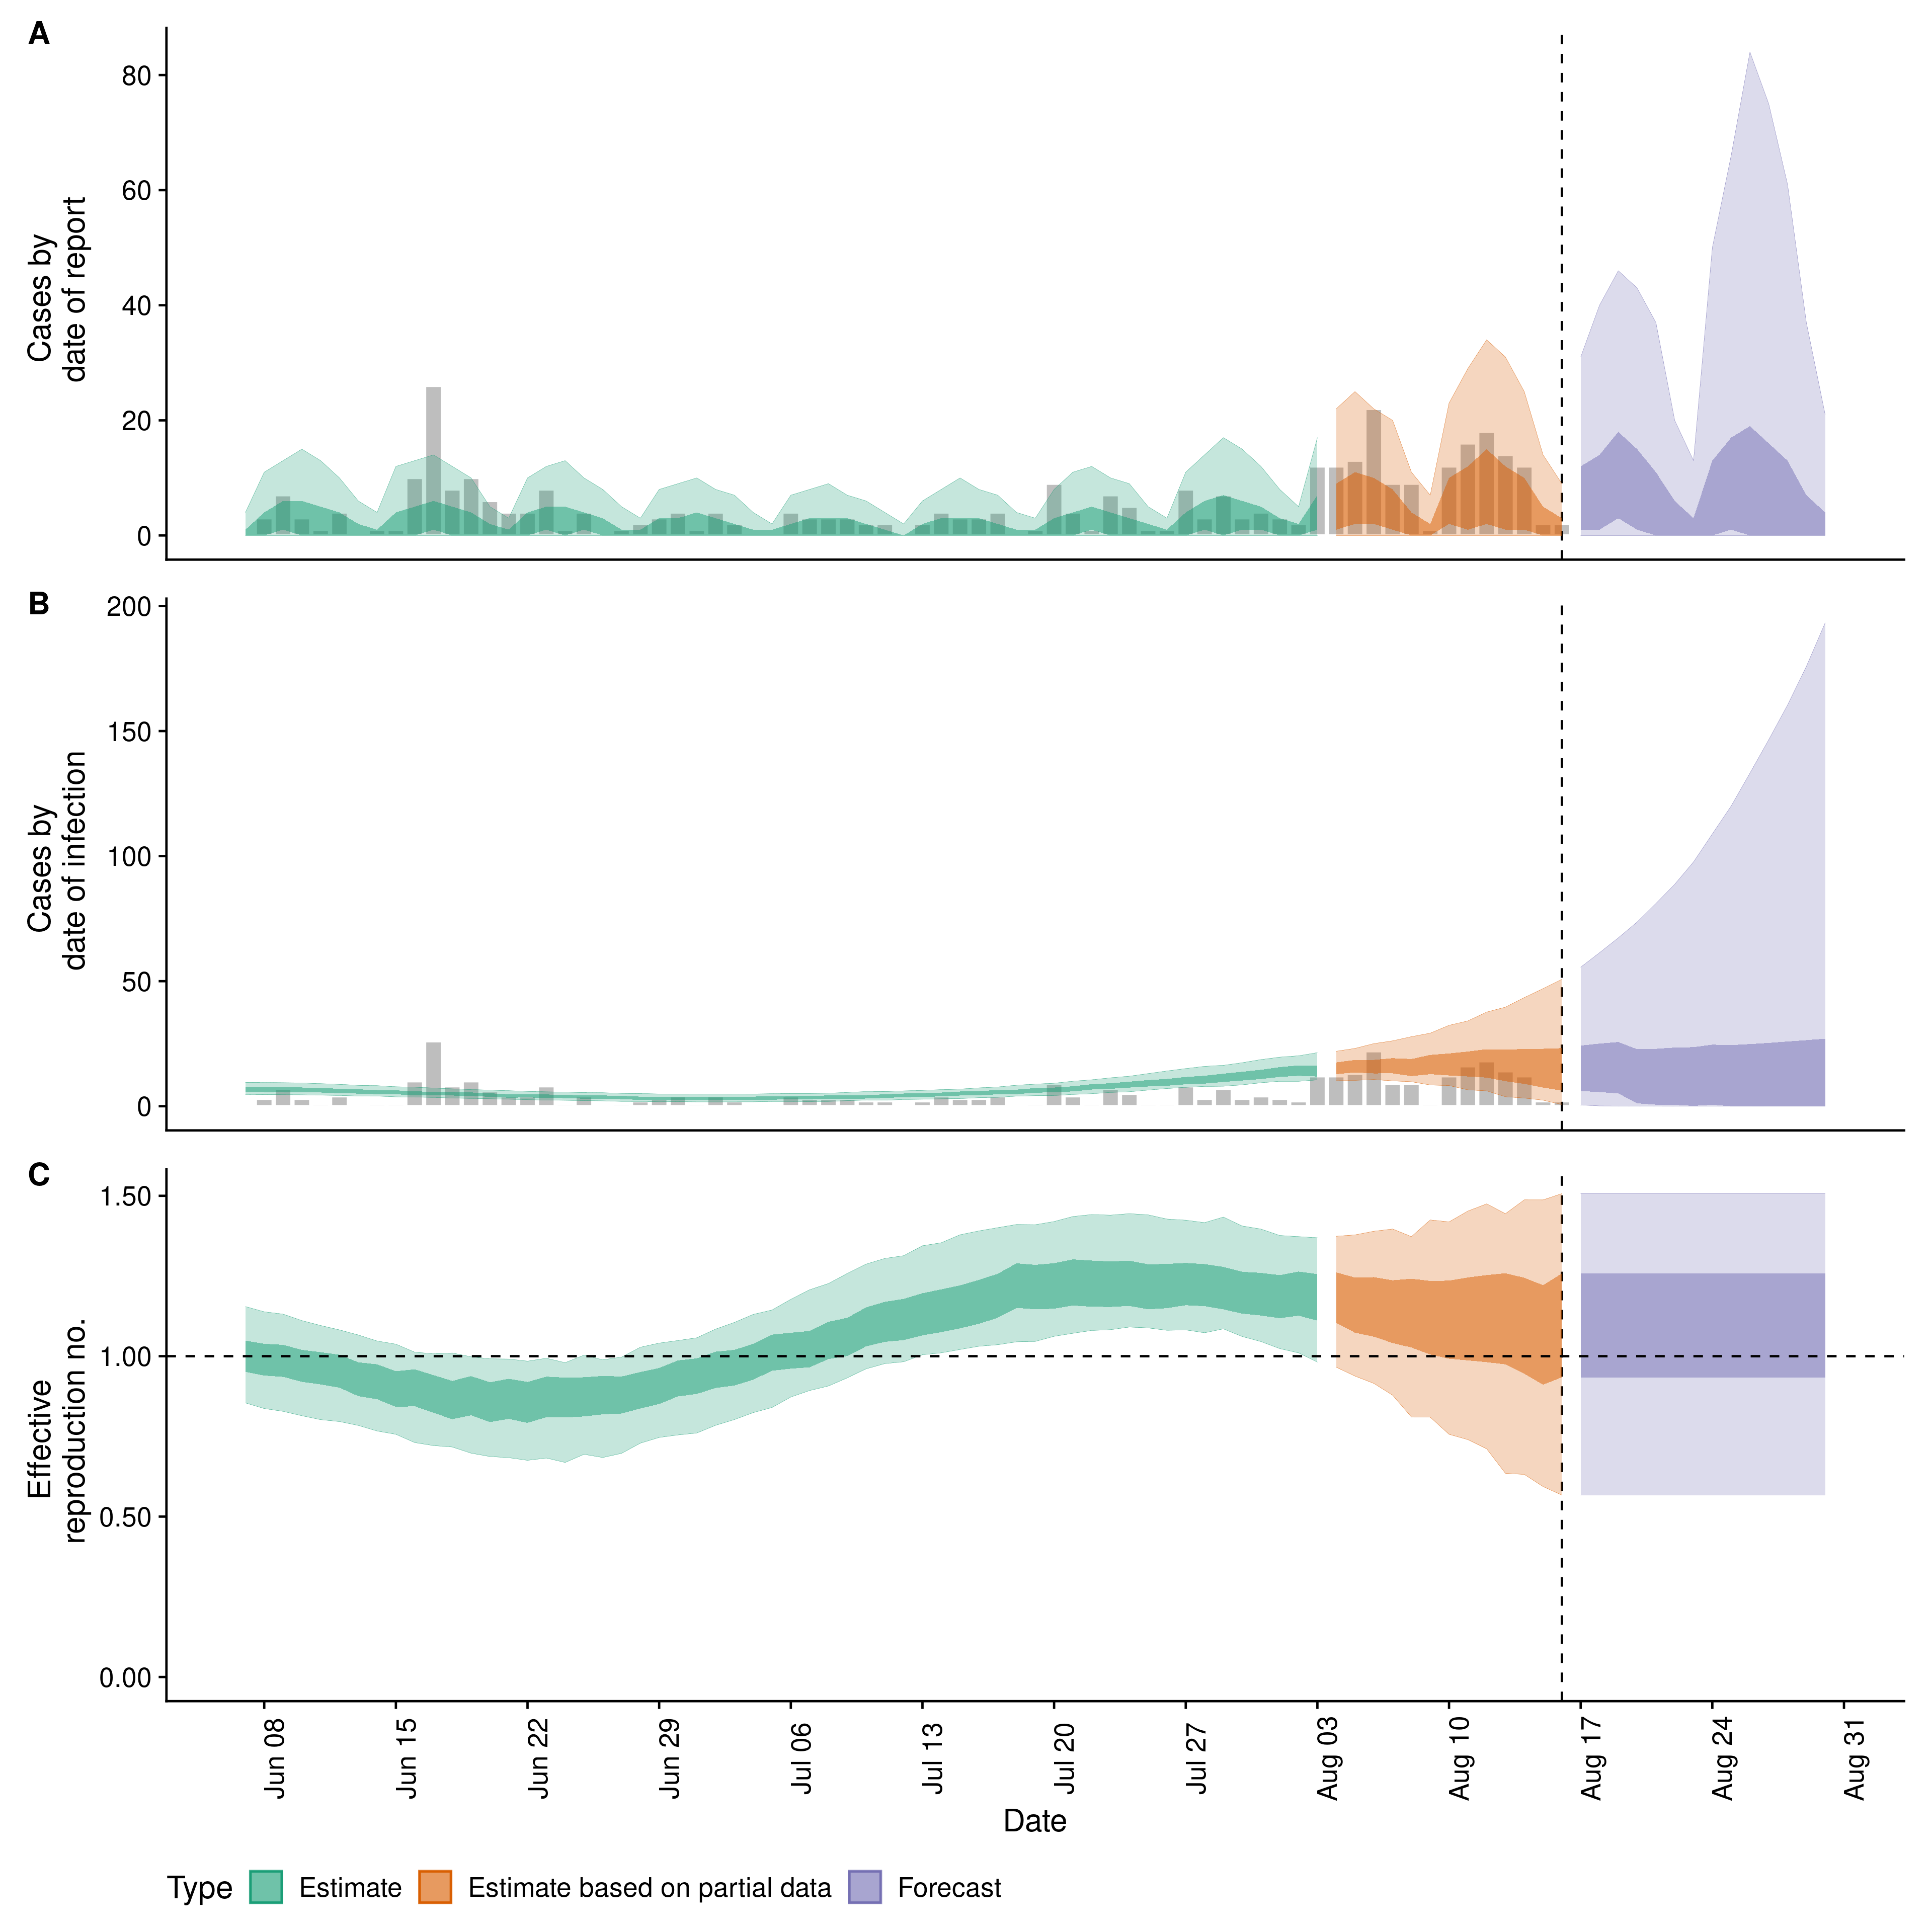 A
Cases by
date of report
80
60
40
20
0
B
Cases by
date of infection
200
150
100
50
0
C
Effective
reproduction no.
1.50
1.00
0.50
0.00
Jun 08
Jun 15
Jun 22
Jun 29
Jul 06
Jul 13
Jul 20
Jul 27
Aug 03
Aug 10
Aug 17
Aug 24
Aug 31
Date
Type Estimate Estimate based on partial data Forecast